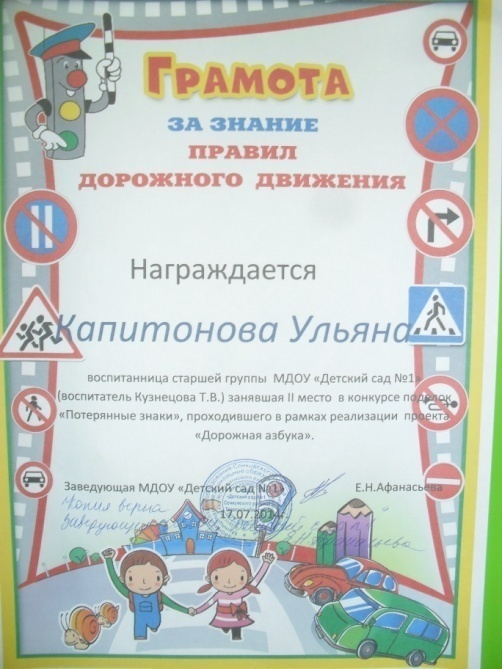 ГРАМОТА
ЗА ЗНАНИЕ
ПРАВИЛ
ДОРОЖНОГО ДВИЖЕНИЯ
Награждается
Капитонова Ульяна
воспитанница старшей группы МДОУ «Детский сад №1»
(воспитатель Кузнецова Т.В.) занявшая II место в конкурсе поделок
«Потерянные знаки», проходившего в рамках реализации проекта
«Дорожная азбука».
Заведующая МДОУ «Детский сад №1» Е.Н.Афанасьева
Копия верна
17.07.2014г.
Заведующая